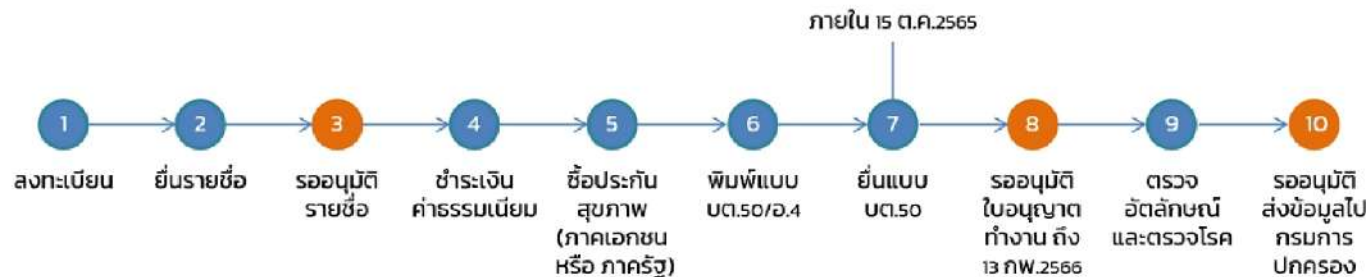 ภายใน 15 ต.ค.2565
1
2
3
4
5
6
7
8
9
10
ลงทะเบียน
ยื่นรายชื่อ
รออนุมัติ
รายชื่อ
ชำระเงิน
ค่าธรรมเนียม
ซื้อประกัน
สุขภาพ
(ภาคเอกชน
หรือ ภาครัฐ)
พิมพ์แบบ
บต.50/อ.4
ยื่นแบบ
บต.50
รออนุมัติ
ใบอนุญาต
ทำงาน ถึง
13 กพ.2566
ตรวจ
อัตลักษณ์
และตรวจโรค
รออนุมัติ
ส่งข้อมูลไป
กรมการ
ปกครอง